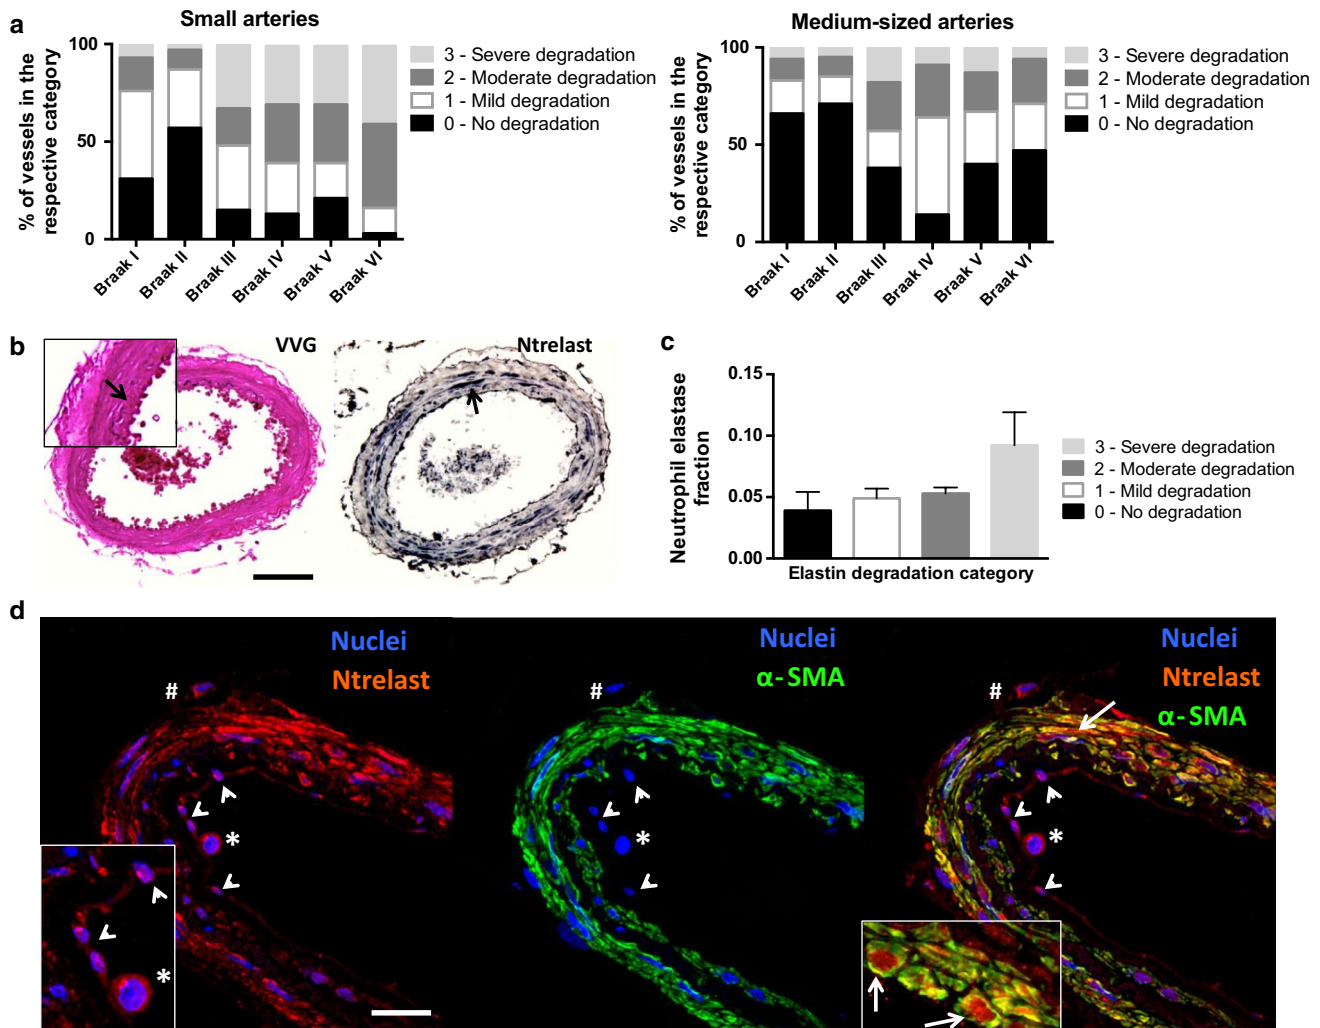 a
Small arteries
% of vessels in the
respective category
100
50
0
Braak I
Braak II
Braak III
Braak IV
Braak V
Braak VI
3 - Severe degradation
2 - Moderate degradation
1 - Mild degradation
0 - No degradation
Medium-sized arteries
% of vessels in the
respective category
100
50
0
Braak I
Braak II
Braak III
Braak IV
Braak V
Braak VI
3 - Severe degradation
2 - Moderate degradation
1 - Mild degradation
0 - No degradation
b
VVG
Ntrelast
c
Neutrophil elastase
fraction
0.15
0.10
0.05
0.00
Elastin degradation category
3 - Severe degradation
2 - Moderate degradation
1 - Mild degradation
0 - No degradation
d
Nuclei
Ntrelast
#
*
*
Nuclei
α-SMA
#
*
Nuclei
Ntrelast
α-SMA
#
*